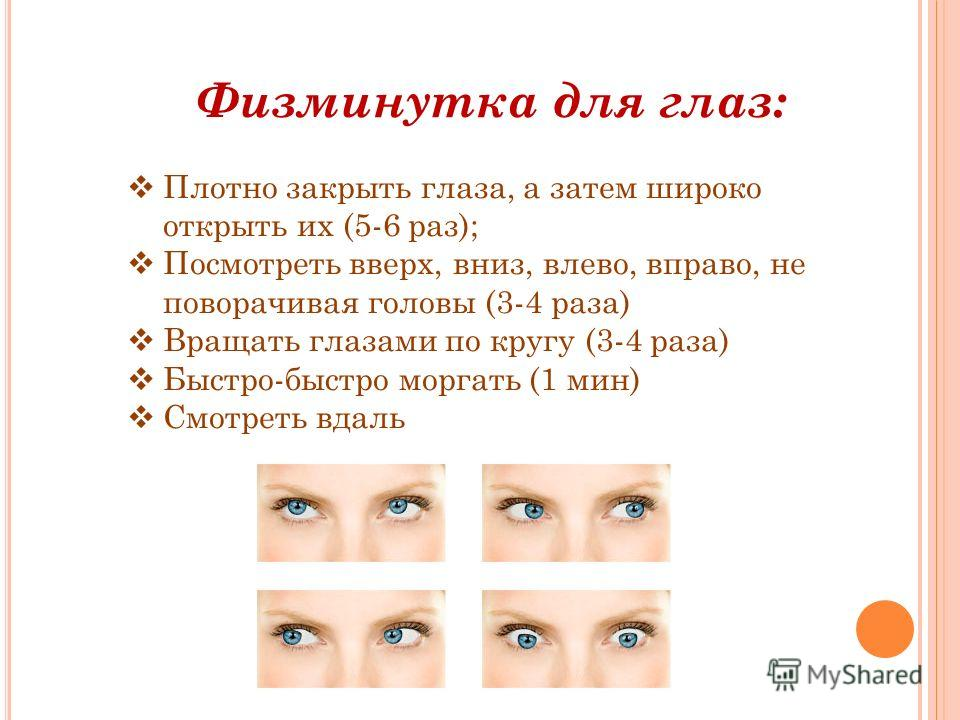 Физминутка для глаз:
❖ Плотно закрыть глаза, а затем широко
открыть их (5-6 раз);
❖ Посмотреть вверх, вниз, влево, вправо, не
поворачивая головы (3-4 раза)
❖ Вращать глазами по кругу (3-4 раза)
❖ Быстро-быстро моргать (1 мин)
❖ Смотреть вдаль
MyShared